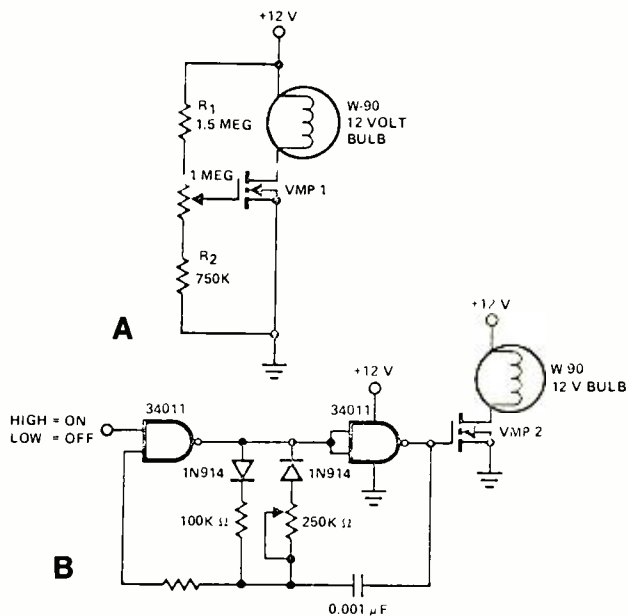 +12 V
R1
1.5 MEG
W-90
12 VOLT
BULB
1 MEG
VMP 1
R2
750K
A
+12 V
W 90
12 V BULB
+12 V
34011
34011
HIGH = ON
LOW = OFF
VMP 2
1N914
1N914
100K Ω
250K Ω
B
0.001 µF